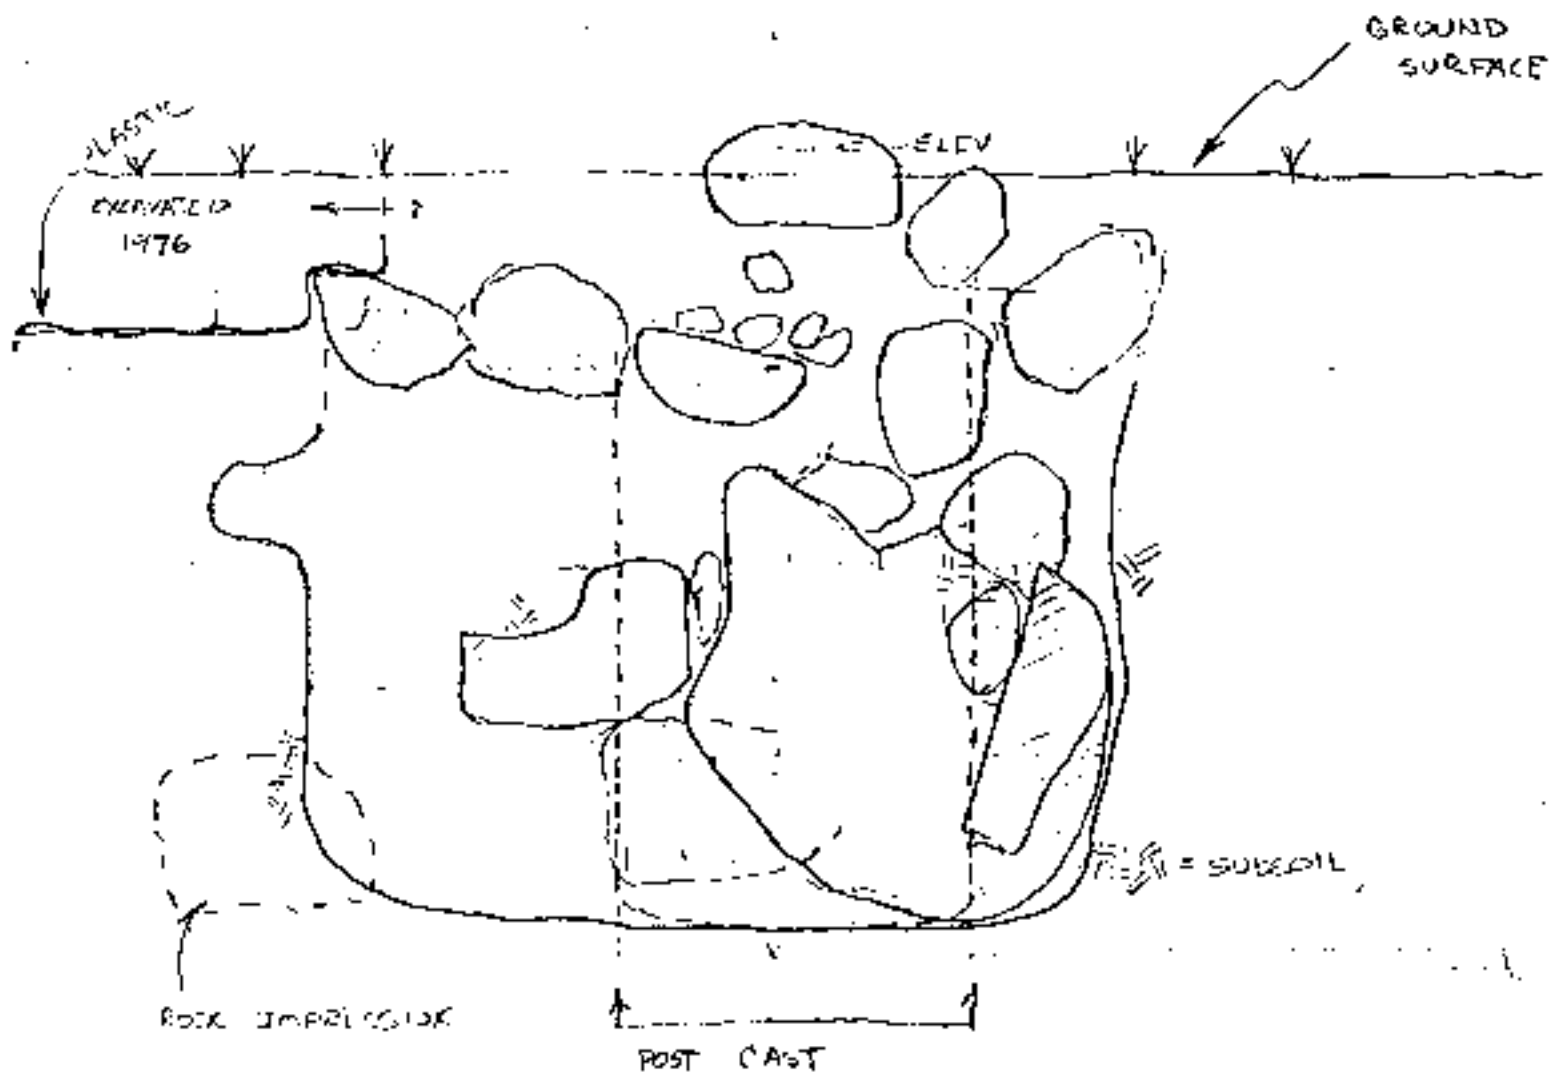 GROUND
SURFACE
PLASTIC
ELEV
EXCAVATED
?
1976
= SUBSOIL
ROCK IMPRESSION
POST CAST